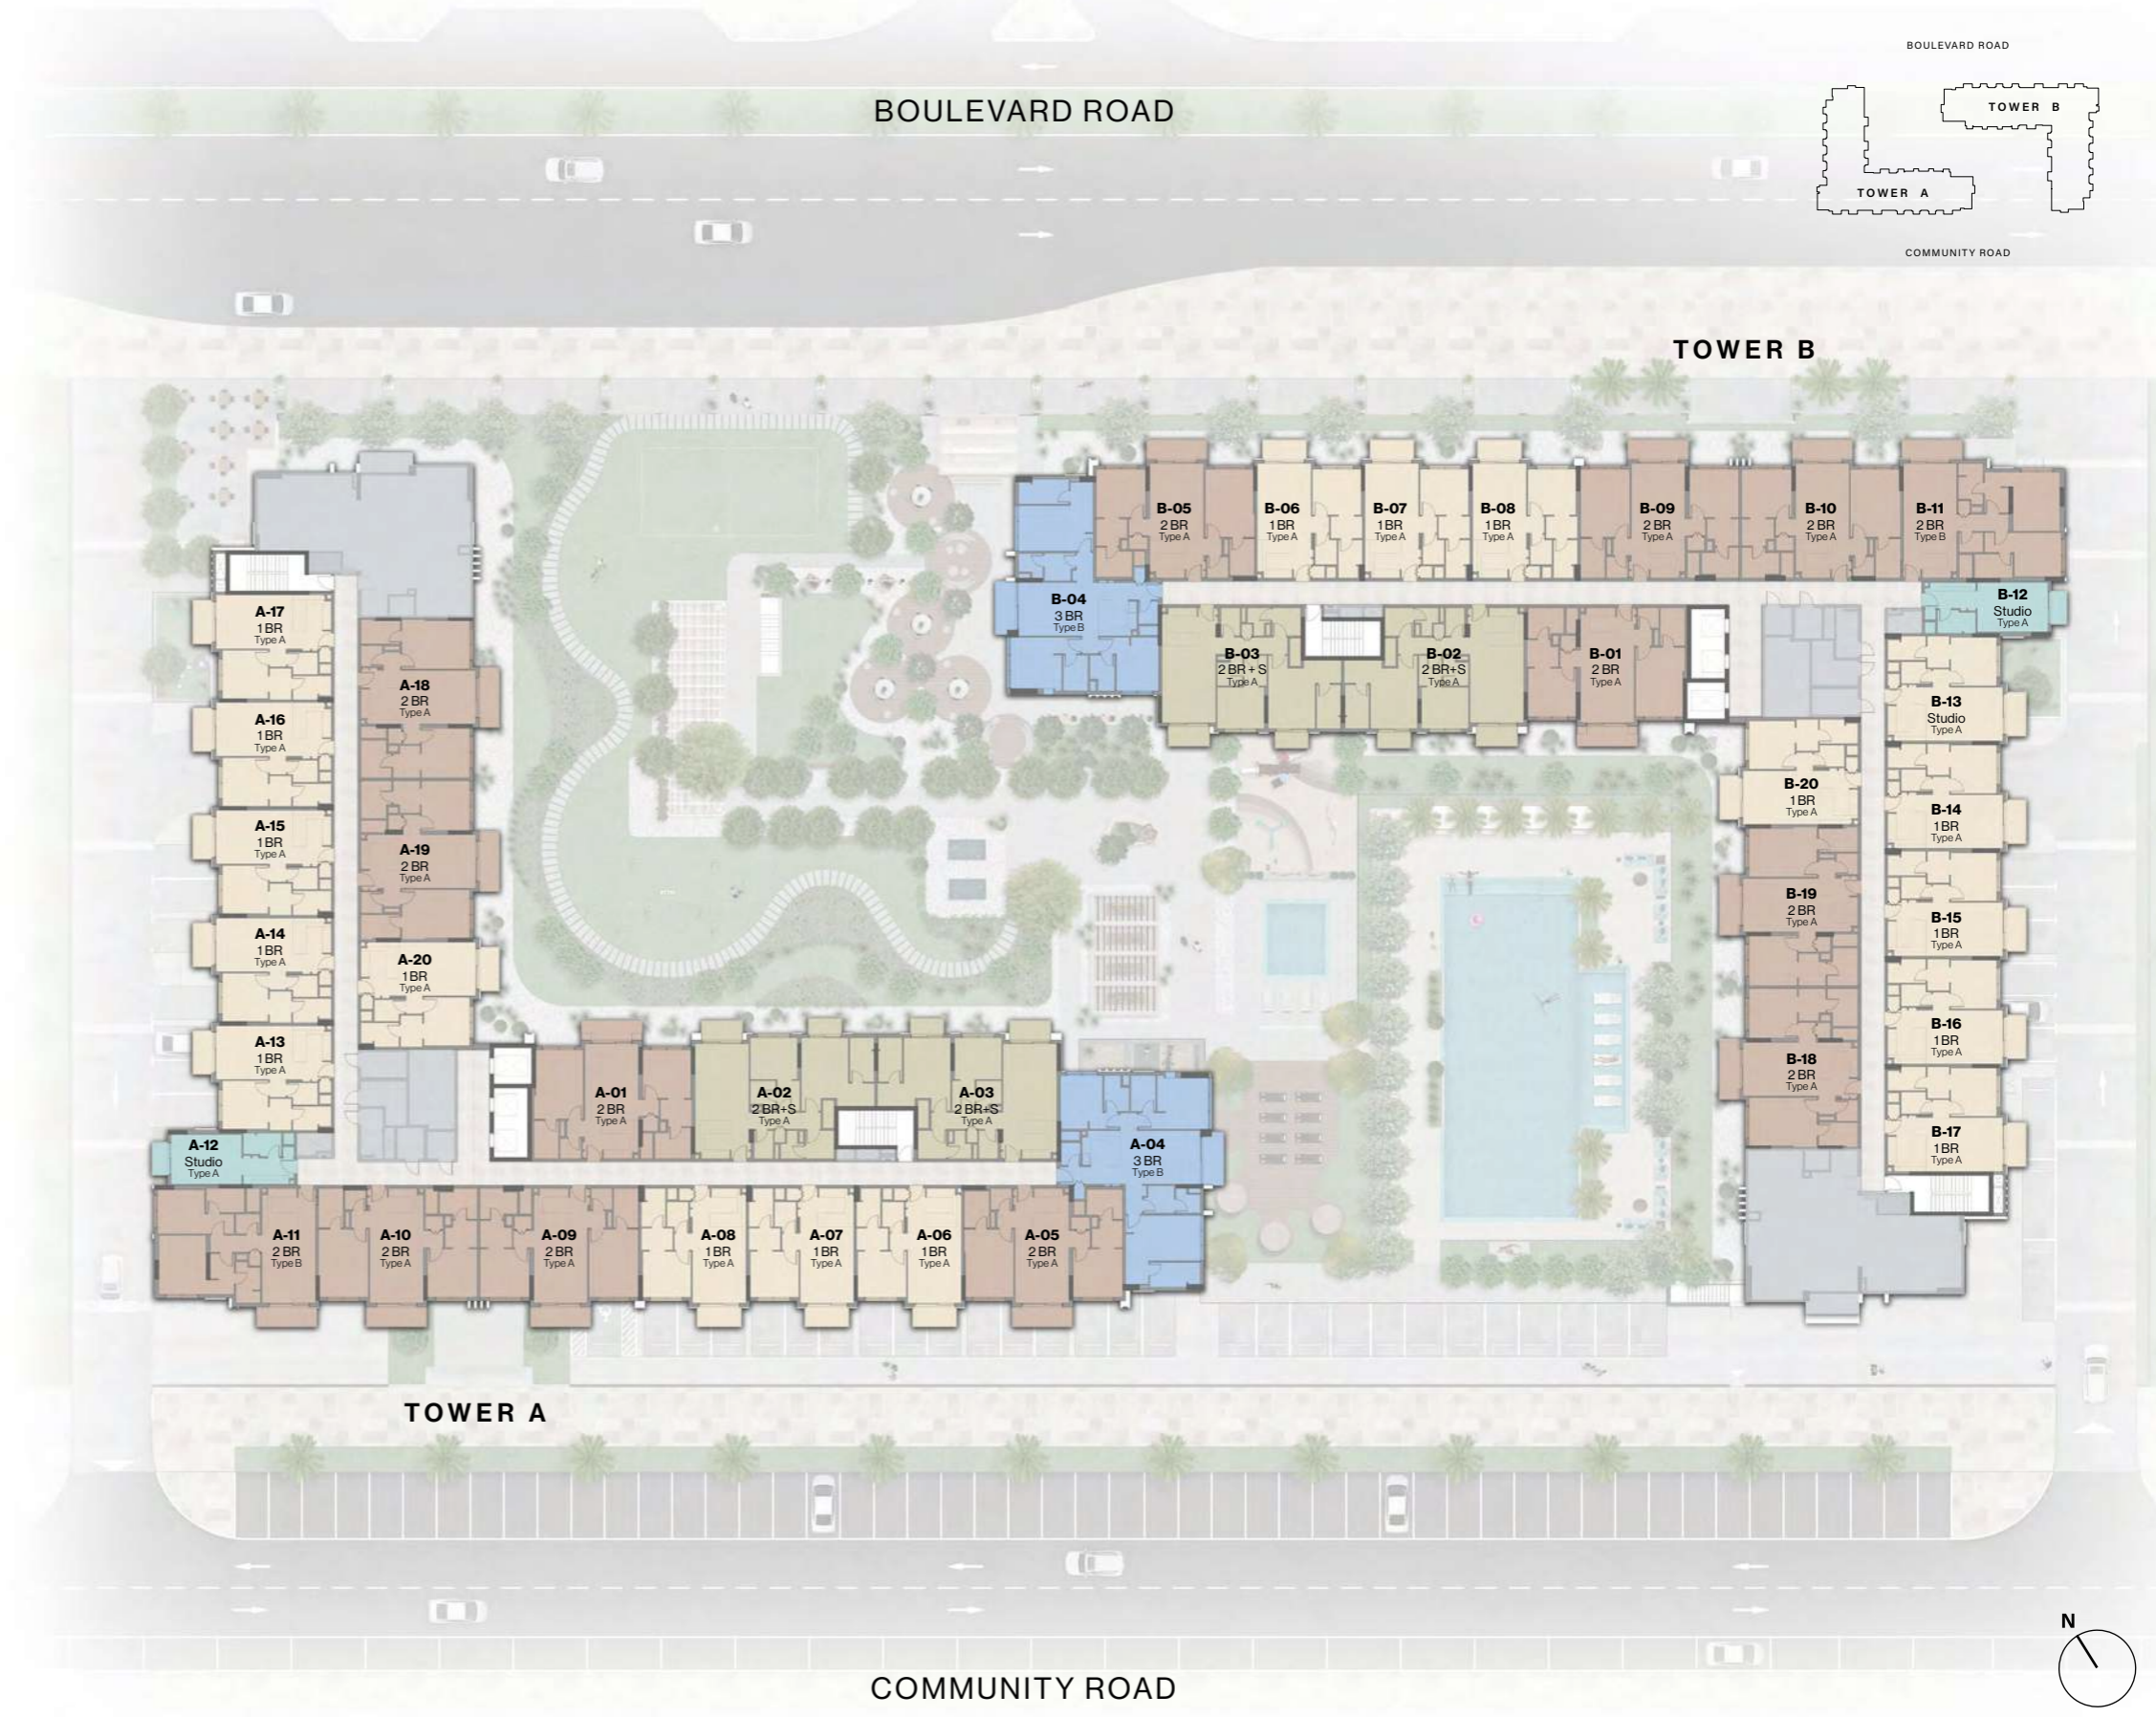 BOULEVARD ROAD
TOWER B
TOWER A
COMMUNITY ROAD
BOULEVARD ROAD
TOWER B
B-05
2 BR
Type A
B-06
1 BR
Type A
B-07
1 BR
Type A
B-08
1 BR
Type A
B-09
2 BR
Type A
B-10
2 BR
Type A
B-11
2 BR
Type B
B-12
Studio
Type A
B-04
3 BR
Type B
B-03
2 BR + S
Type A
B-02
2 BR+S
Type A
B-01
2 BR
Type A
B-13
Studio
Type A
B-20
1 BR
Type A
B-14
1 BR
Type A
B-19
2 BR
Type A
B-15
1 BR
Type A
B-16
1 BR
Type A
B-18
2 BR
Type A
B-17
1 BR
Type A
A-17
1 BR
Type A
A-18
2 BR
Type A
A-16
1 BR
Type A
A-15
1 BR
Type A
A-19
2 BR
Type A
A-14
1 BR
Type A
A-20
1 BR
Type A
A-13
1 BR
Type A
A-01
2 BR
Type A
A-02
2 BR+S
Type A
A-03
2 BR+S
Type A
A-04
3 BR
Type B
A-12
Studio
Type A
A-11
2 BR
Type B
A-10
2 BR
Type A
A-09
2 BR
Type A
A-08
1 BR
Type A
A-07
1 BR
Type A
A-06
1 BR
Type A
A-05
2 BR
Type A
TOWER A
N
COMMUNITY ROAD